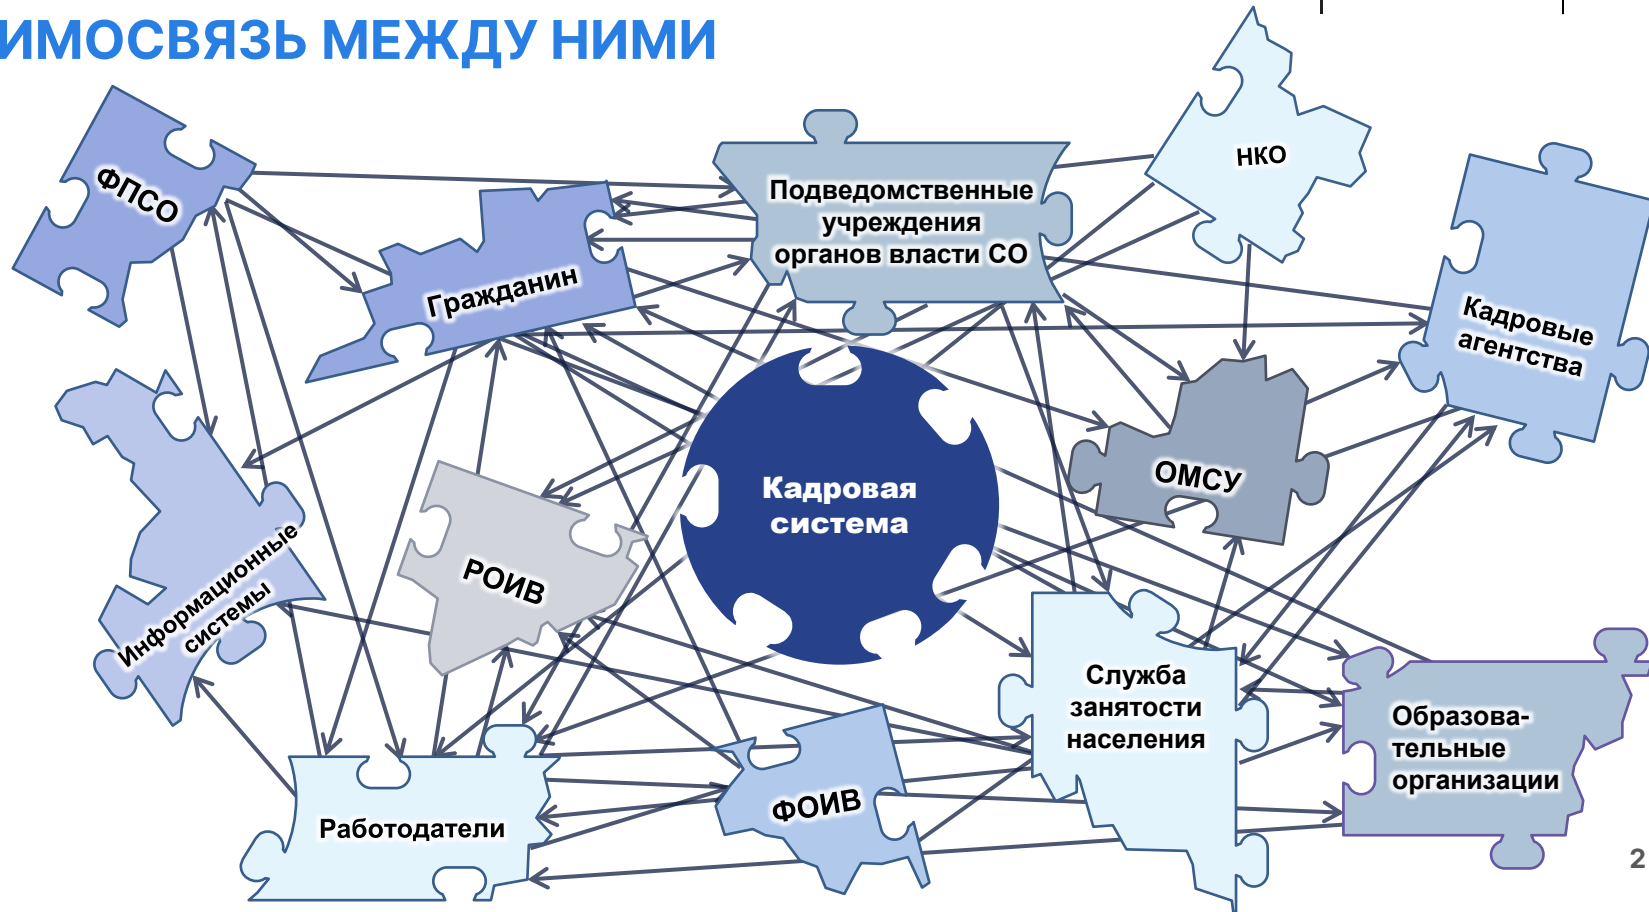 ИМОСВЯЗЬ МЕЖДУ НИМИ
НКО
ФПСО
Подведомственные
учреждения
органов власти СО
Гражданин
Кадровые
агентства
ОМСУ
Кадровая
система
РОИВ
Информационные
системы
Служба
занятости
населения
Образова-
тельные
организации
ФОИВ
Работодатели
2